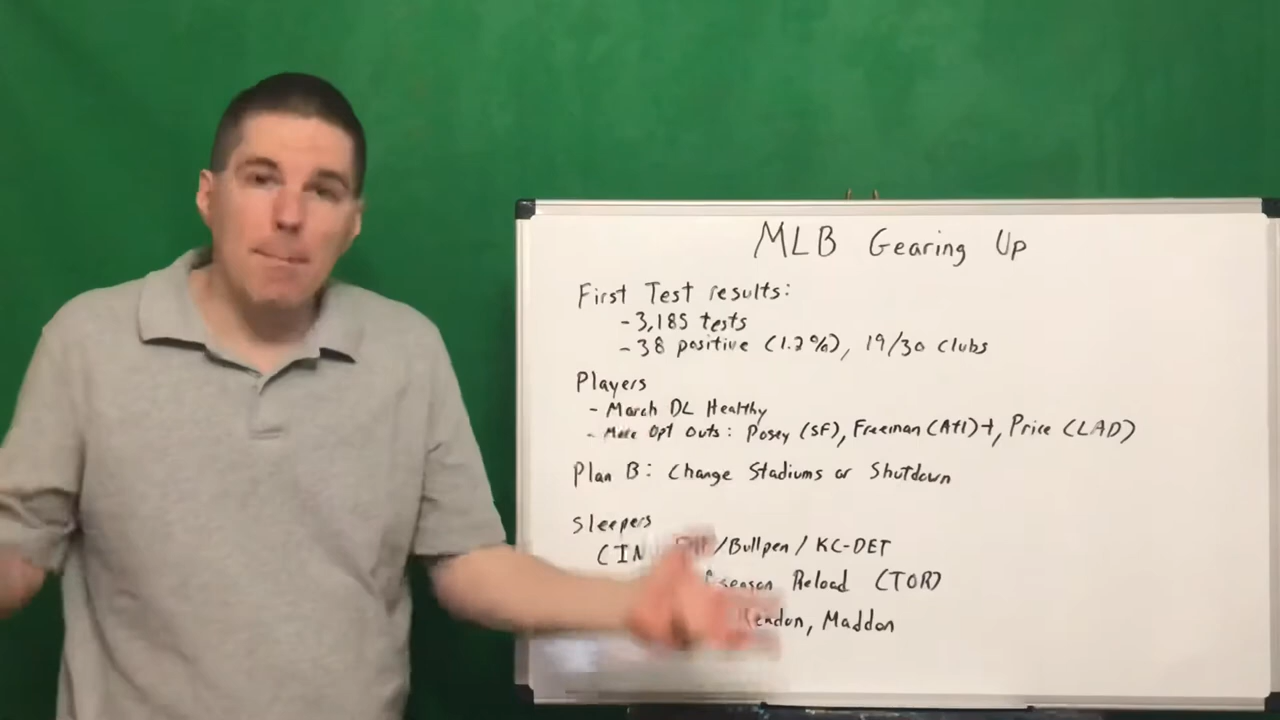 MLB Gearing Up
First Test results:
- 3,185 tests
- 38 positive (1.2%), 19/30 clubs
Players
- March DL Healthy
- More Opt Outs: Posey (SF), Freeman (Atl)+, Price (LAD)
Plan B: Change Stadiums or Shutdown
Sleepers
/Bullpen / KC-DET
Reload (TOR)
Maddon